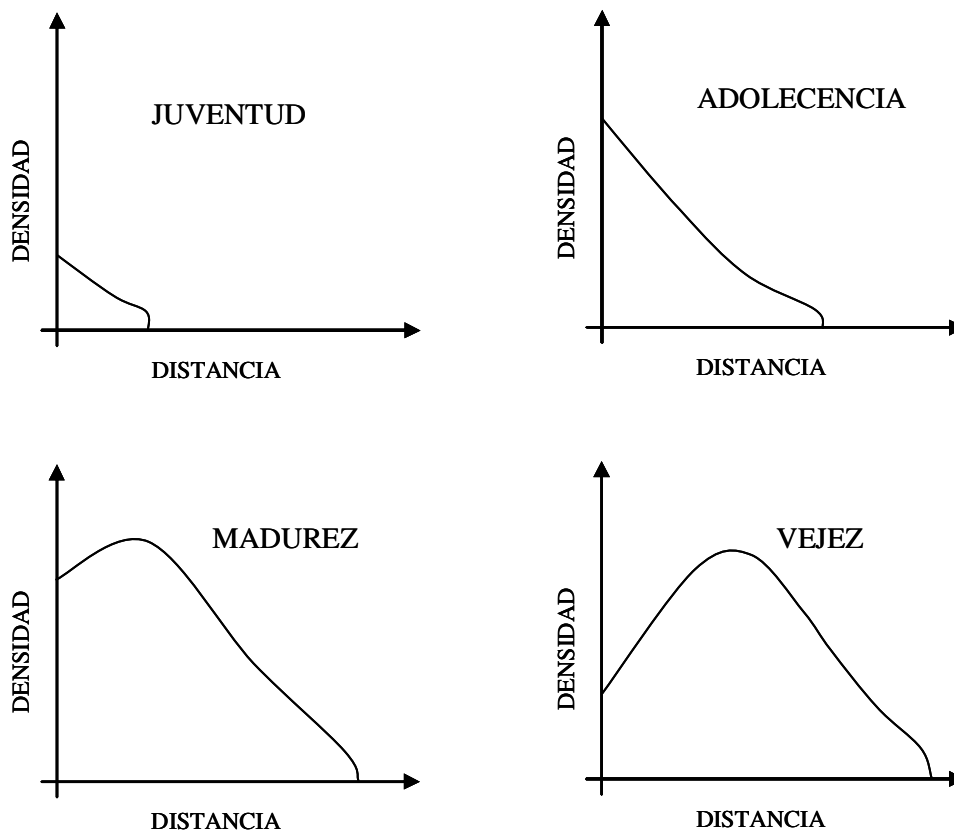 JUVENTUD
DENSIDAD
DISTANCIA
ADOLECENCIA
DENSIDAD
DISTANCIA
MADUREZ
DENSIDAD
DISTANCIA
VEJEZ
DENSIDAD
DISTANCIA